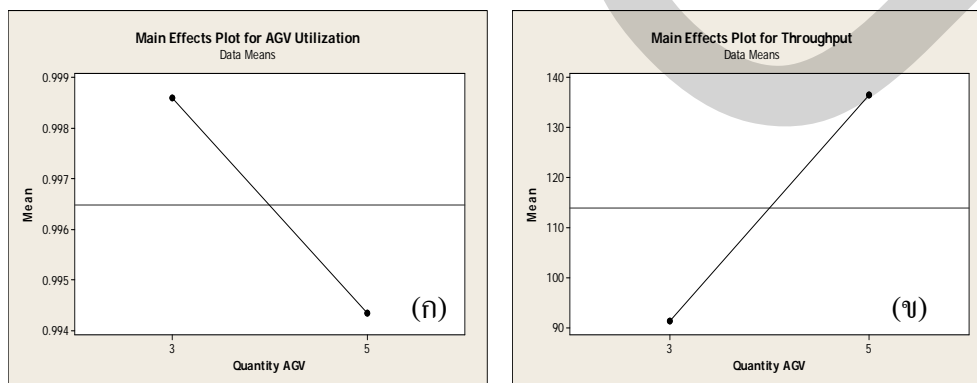 Main Effects Plot for AGV Utilization
Data Means
0.999
0.998
0.997
0.996
0.995
0.994
Mean
3
5
Quantity AGV
(ก)
Main Effects Plot for Throughput
Data Means
140
130
120
110
100
90
Mean
3
5
Quantity AGV
(ข)